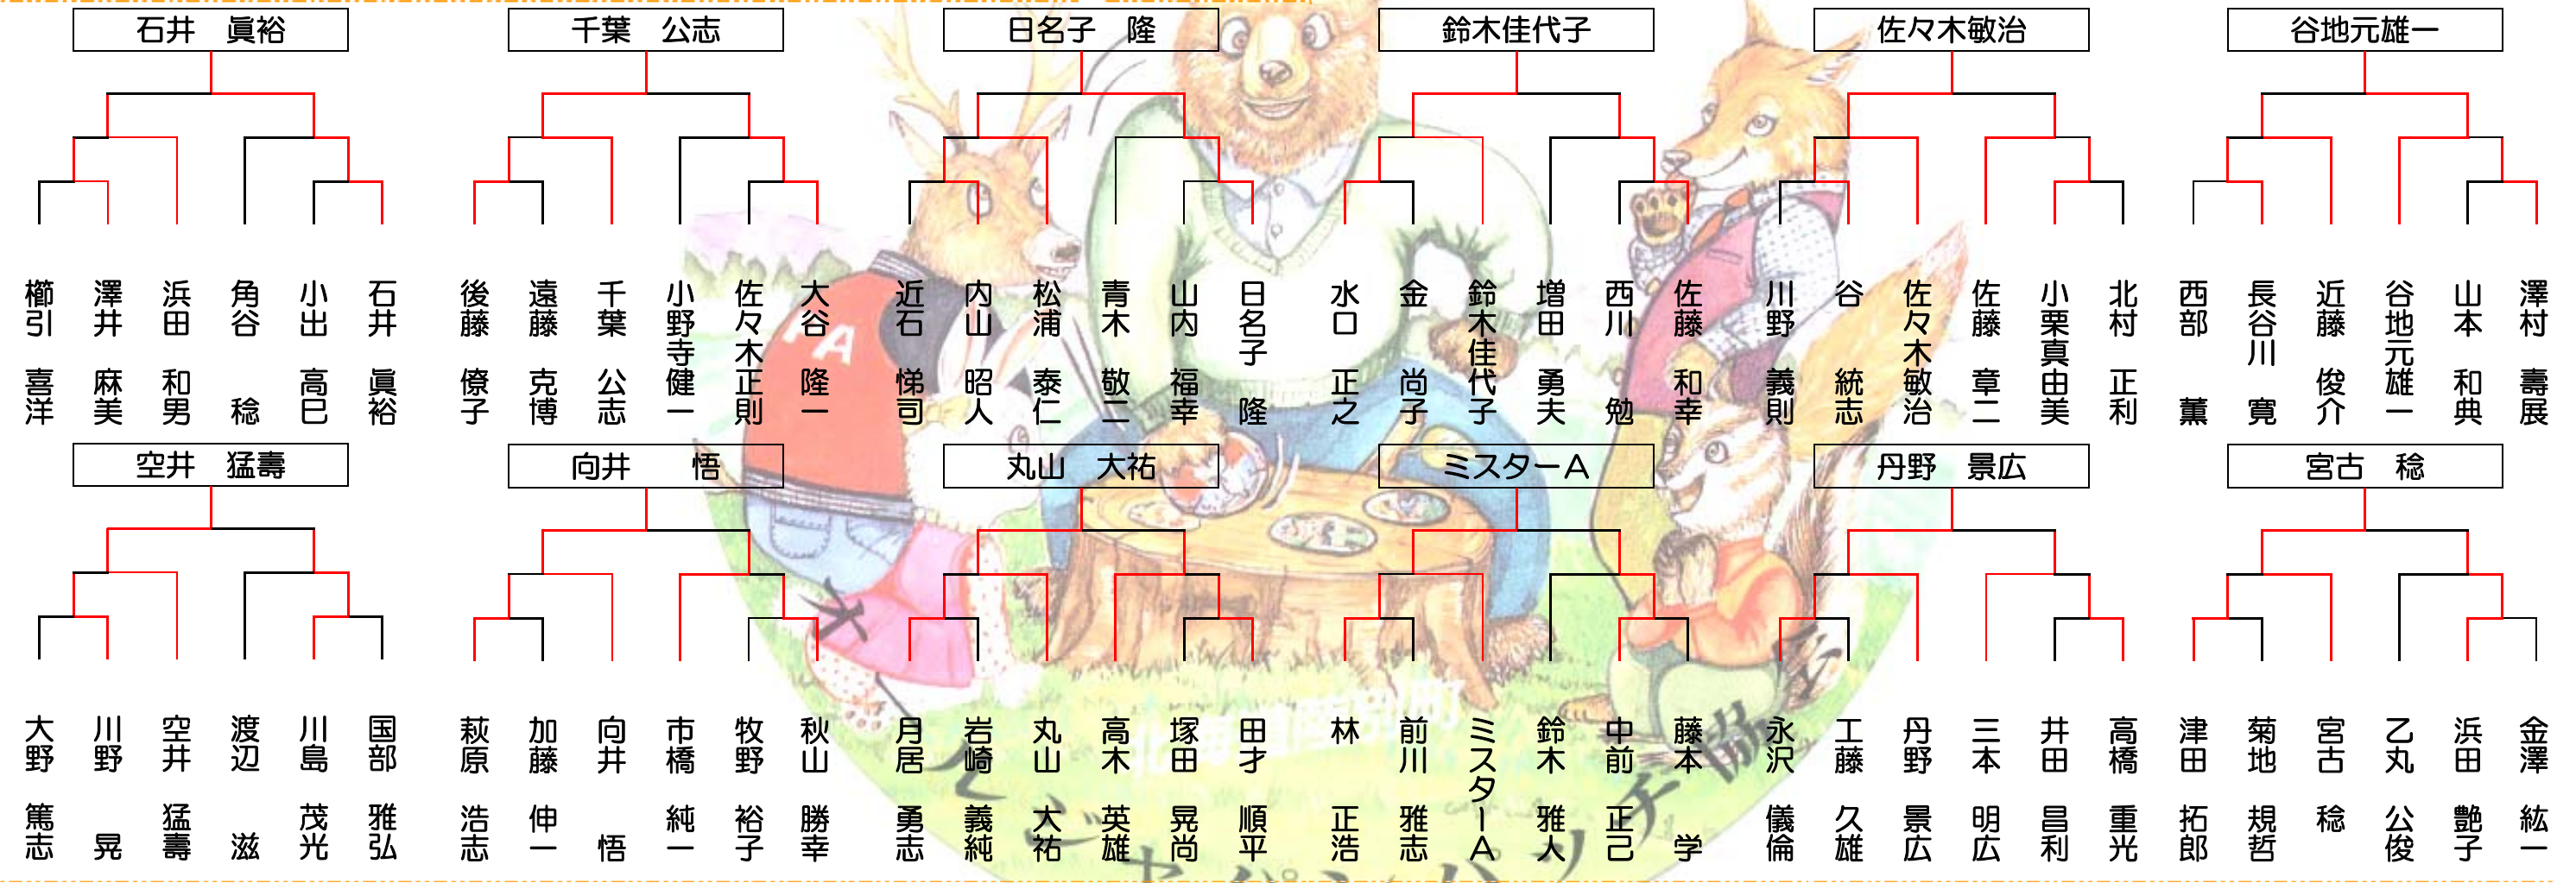 石井　眞裕
千葉　公志
日名子　隆
鈴木佳代子
佐々木敏治
谷地元雄一
櫛引　喜洋
澤井　麻美
浜田　和男
角谷　　稔
小出　高巳
石井　眞裕
後藤　僚子
遠藤　克博
千葉　公志
小野寺健一
佐々木正則
大谷　隆一
近石　悌司
内山　昭人
松浦　泰仁
青木　敬二
山内　福幸
日名子　隆
水口　正之
金　　尚子
鈴木佳代子
増田　勇夫
西川　　勉
佐藤　和幸
川野　義則
谷　　統志
佐々木敏治
佐藤　章二
小栗真由美
北村　正利
西部　　薫
長谷川　寛
近藤　俊介
谷地元雄一
山本　和典
澤村　壽展
空井　猛壽
向井　　悟
丸山　大祐
ミスターA
丹野　景広
宮古　稔
大野　篤志
川野　　晃
空井　猛壽
渡辺　　滋
川島　茂光
国部　雅弘
萩原　浩志
加藤　伸一
向井　　悟
市橋　純一
牧野　裕子
秋山　勝幸
月居　勇志
岩崎　義純
丸山　大祐
高木　英雄
塚田　晃尚
田才　順平
林　　正浩
前川　雅志
ミスターA
鈴木　雅人
中前　正己
藤本　　学
永沢　儀倫
工藤　久雄
丹野　景広
三本　明広
井田　昌利
高橋　重光
津田　拓郎
菊地　規哲
宮古　稔
乙丸　公俊
浜田　艶子
金澤　紘一
PA